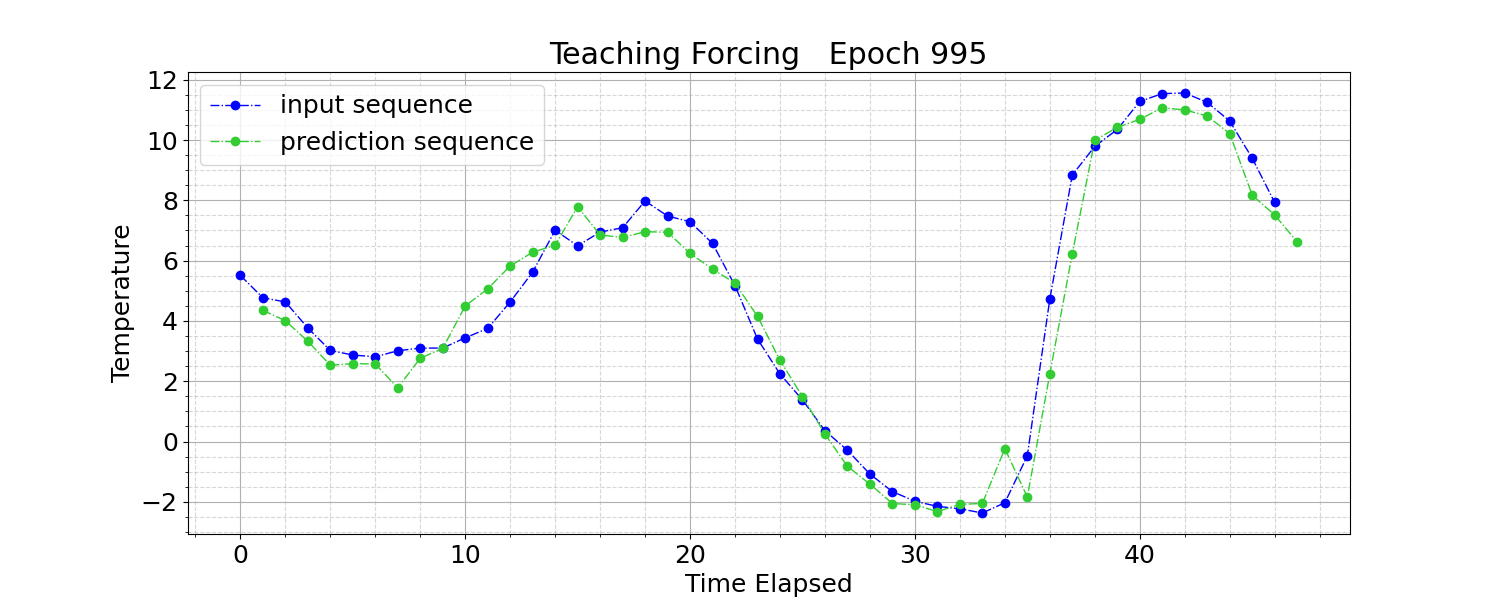 Teaching Forcing   Epoch 995
input sequence
prediction sequence
Temperature
12
10
8
6
4
2
0
−2
0 10 20 30 40
Time Elapsed